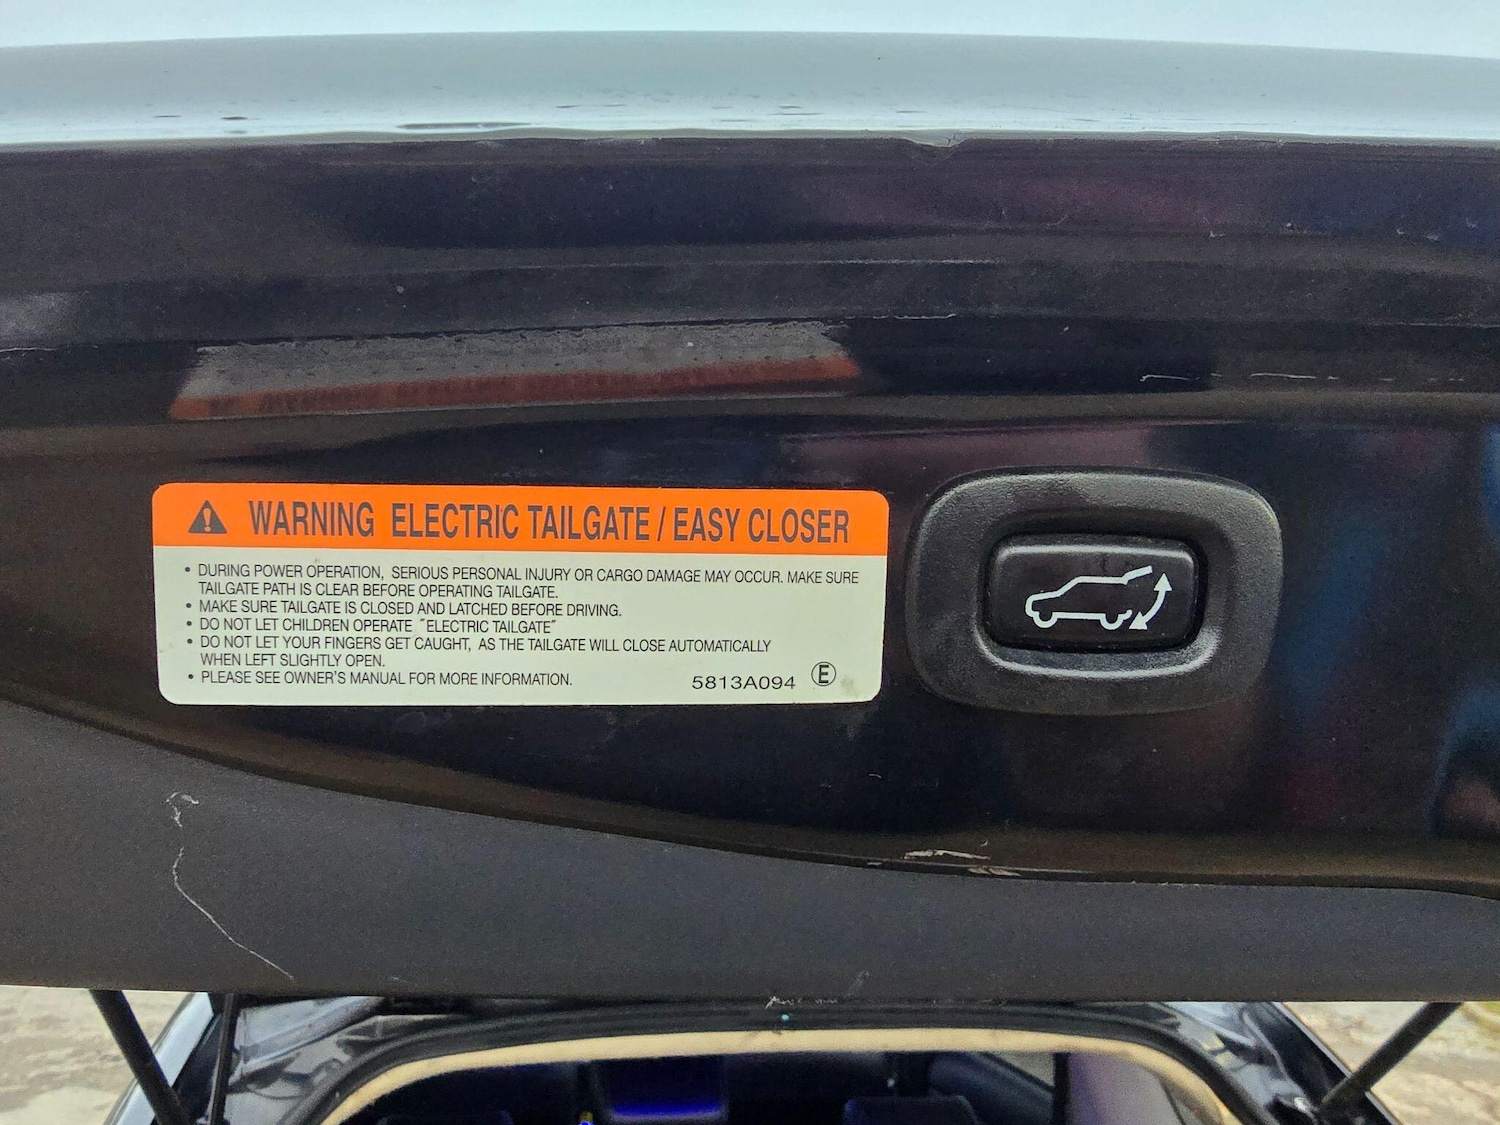 WARNING ELECTRIC TAILGATE / EASY CLOSER
• DURING POWER OPERATION, SERIOUS PERSONAL INJURY OR CARGO DAMAGE MAY OCCUR. MAKE SURE
TAILGATE PATH IS CLEAR BEFORE OPERATING TAILGATE.
• MAKE SURE TAILGATE IS CLOSED AND LATCHED BEFORE DRIVING.
• DO NOT LET CHILDREN OPERATE "ELECTRIC TAILGATE"
• DO NOT LET YOUR FINGERS GET CAUGHT, AS THE TAILGATE WILL CLOSE AUTOMATICALLY
WHEN LEFT SLIGHTLY OPEN.
• PLEASE SEE OWNER'S MANUAL FOR MORE INFORMATION.
5813A094 Ⓔ